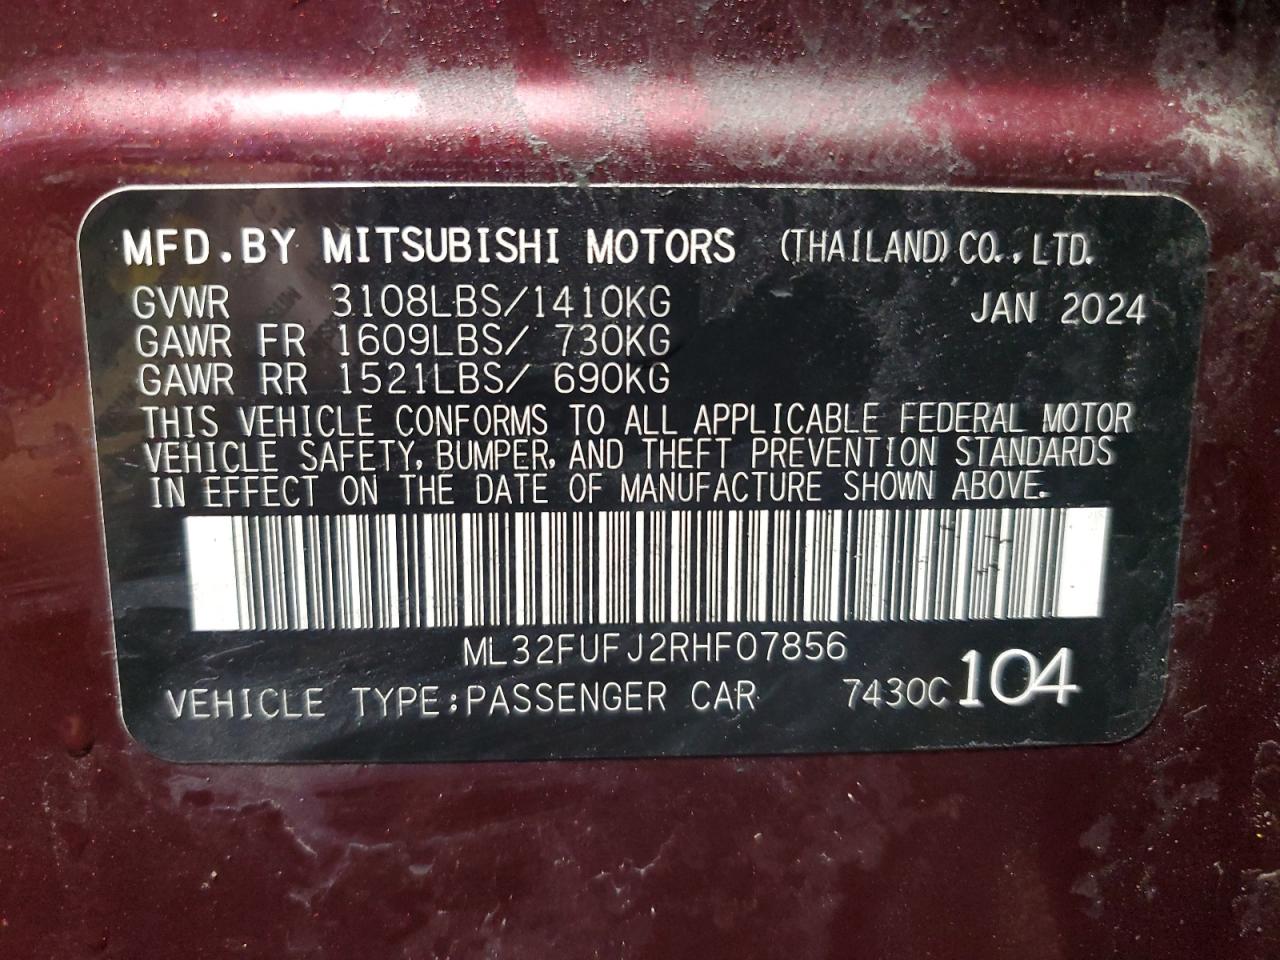 MFD.BY MITSUBISHI MOTORS (THAILAND) CO., LTD.
GVWR 3108LBS/1410KG JAN 2024
GAWR FR 1609LBS/ 730KG
GAWR RR 1521LBS/ 690KG
THIS VEHICLE CONFORMS TO ALL APPLICABLE FEDERAL MOTOR
VEHICLE SAFETY, BUMPER, AND THEFT PREVENTION STANDARDS
IN EFFECT ON THE DATE OF MANUFACTURE SHOWN ABOVE.
ML32FUFJ2RHF07856
VEHICLE TYPE:PASSENGER CAR 7430C 104